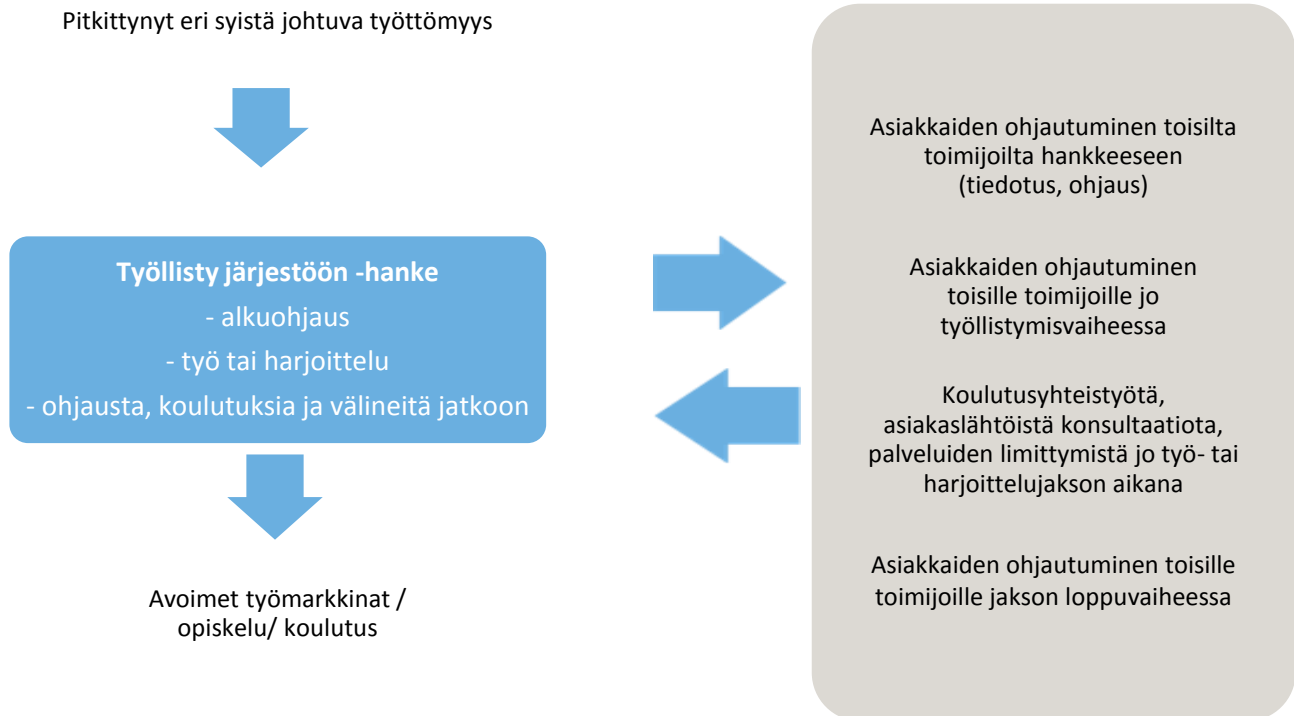 Pitkittynyt eri syistä johtuva työttömyys
Työllisty järjestöön -hanke
- alkuohjaus
- työ tai harjoittelu
- ohjausta, koulutuksia ja välineitä jatkoon
Avoimet työmarkkinat /
opiskelu/ koulutus
Asiakkaiden ohjautuminen toisilta
toimijoilta hankkeeseen
(tiedotus, ohjaus)
Asiakkaiden ohjautuminen
toisille toimijoille jo
työllistymisvaiheessa
Koulutusyhteistyötä,
asiakaslähtöistä konsultaatiota,
palveluiden limittymistä jo työ- tai
harjoittelujakson aikana
Asiakkaiden ohjautuminen toisille
toimijoille jakson loppuvaiheessa